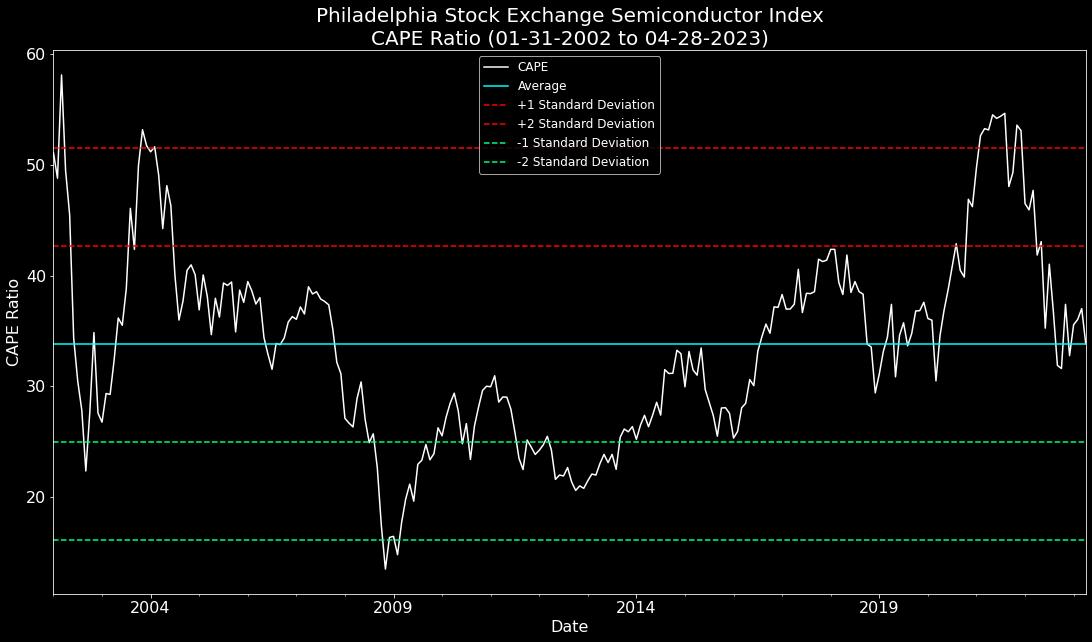 Philadelphia Stock Exchange Semiconductor Index
CAPE Ratio (01-31-2002 to 04-28-2023)
CAPE
Average
+1 Standard Deviation
+2 Standard Deviation
-1 Standard Deviation
-2 Standard Deviation
60
50
40
30
20
CAPE Ratio
2004
2009
2014
2019
Date